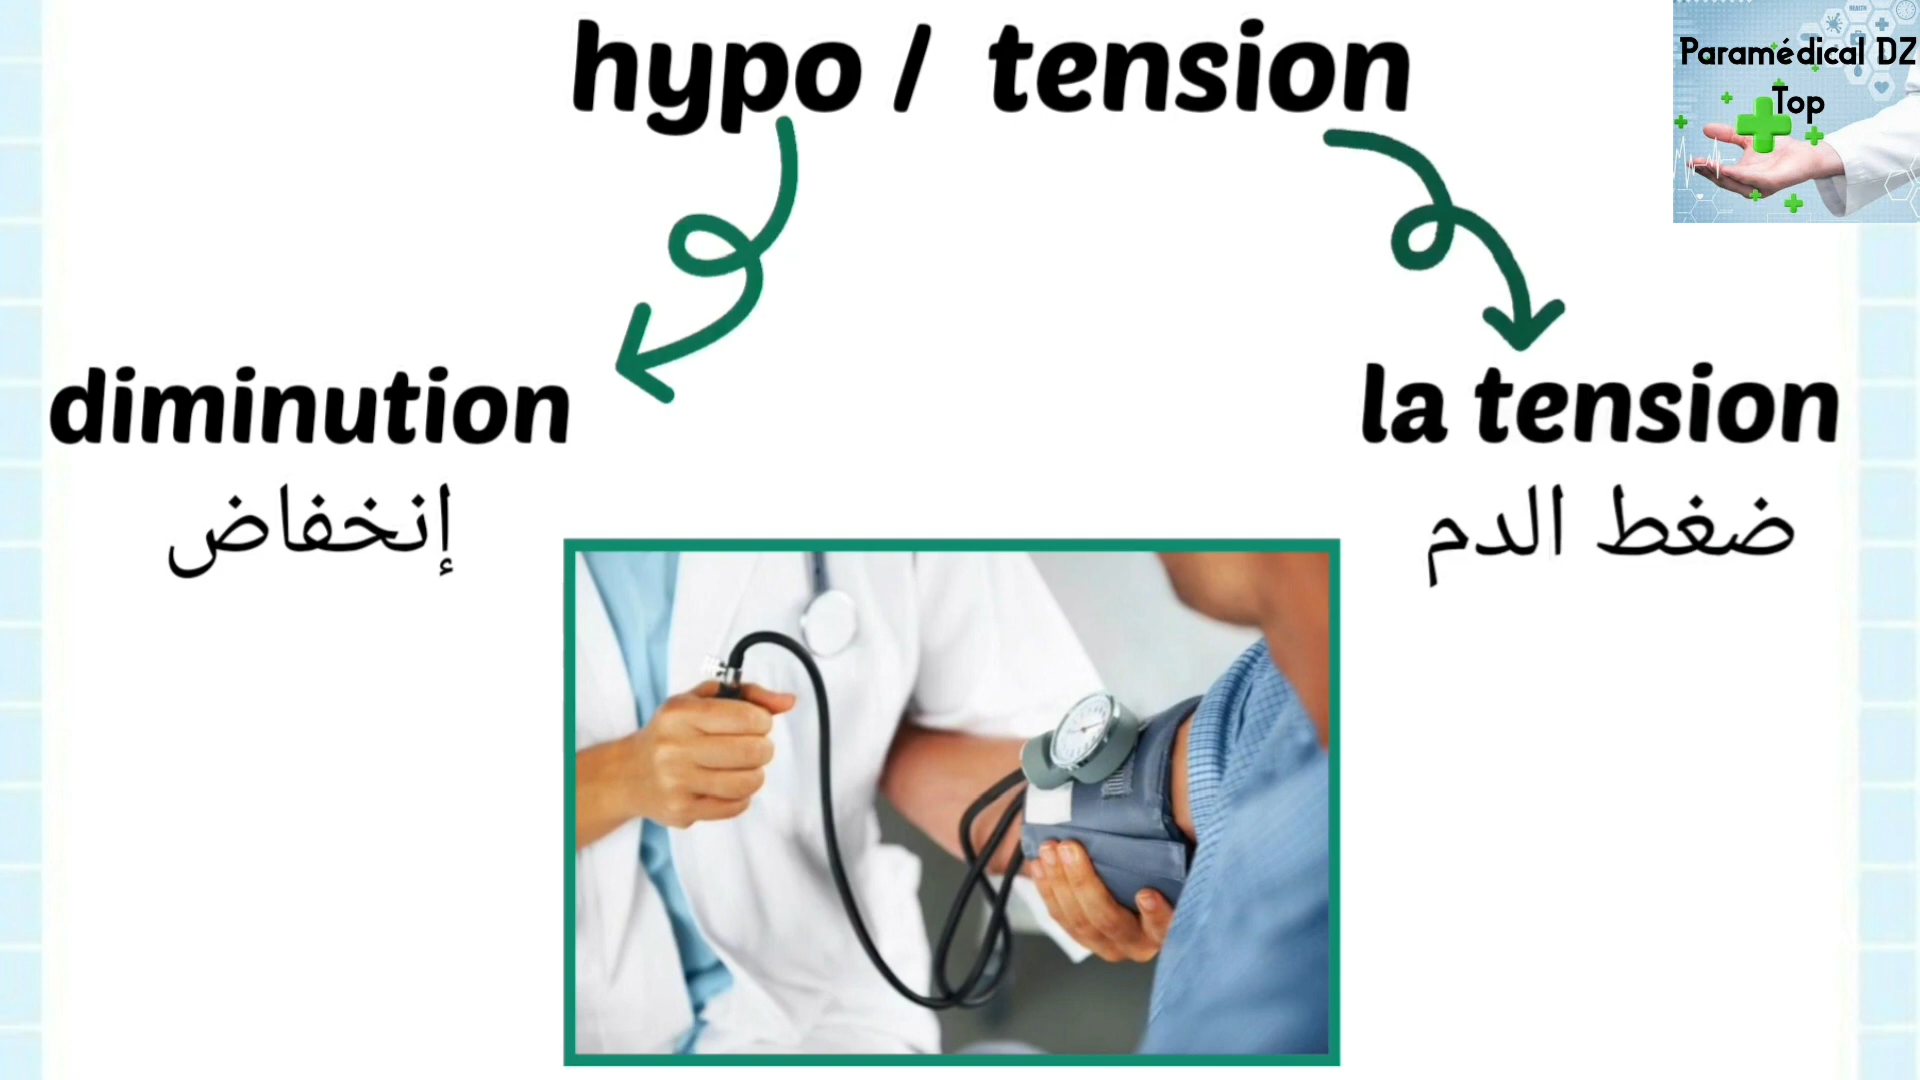 hypo / tension
Paramédical DZ
Top
diminution
إنخفاض
la tension
ضغط الدم